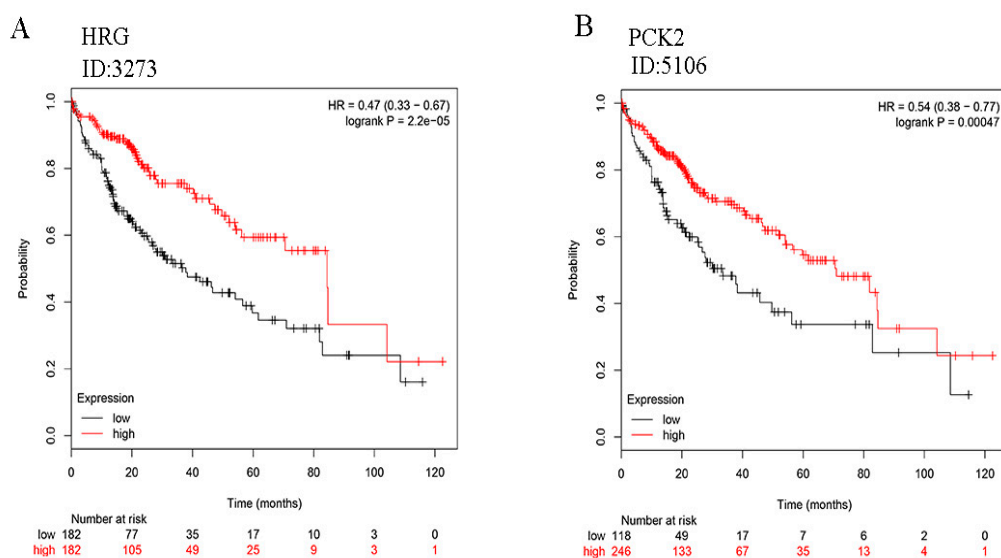 A
HRG
ID:3273
HR = 0.47 (0.33 − 0.67)
logrank P = 2.2e−05
Probability
1.0
0.8
0.6
0.4
0.2
0.0
Expression
low
high
0 20 40 60 80 100 120
Time (months)
Number at risk
low 182 77 35 17 10 3 0
high 182 105 49 25 9 3 1
B
PCK2
ID:5106
HR = 0.54 (0.38 − 0.77)
logrank P = 0.00047
Probability
1.0
0.8
0.6
0.4
0.2
0.0
Expression
low
high
0 20 40 60 80 100 120
Time (months)
Number at risk
low 118 49 17 7 6 2 0
high 246 133 67 35 13 4 1